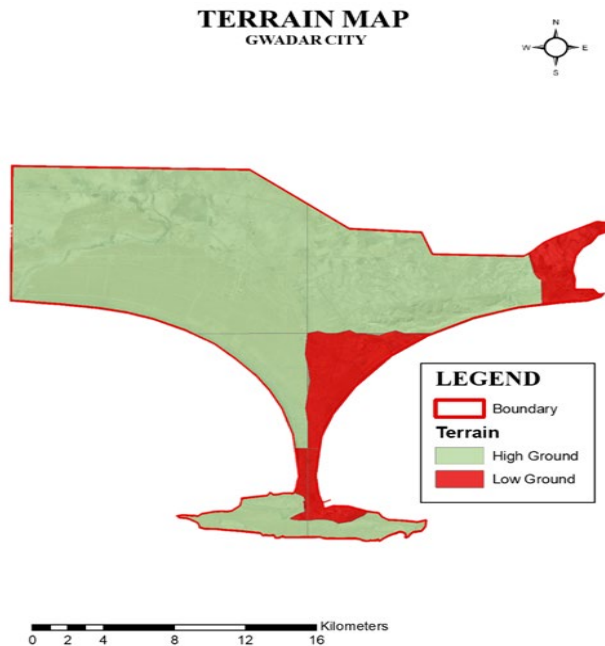 TERRAIN MAP
GWADAR CITY
N
W E
S
LEGEND
Boundary
Terrain
High Ground
Low Ground
Kilometers
0 2 4 8 12 16